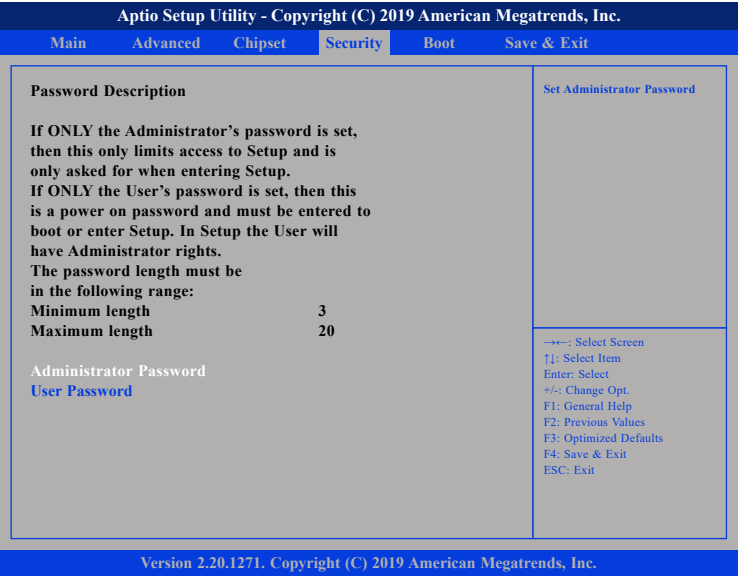 Aptio Setup Utility - Copyright (C) 2019 American Megatrends, Inc.
Main Advanced Chipset Security Boot Save & Exit
Password Description
If ONLY the Administrator's password is set,
then this only limits access to Setup and is
only asked for when entering Setup.
If ONLY the User's password is set, then this
is a power on password and must be entered to
boot or enter Setup. In Setup the User will
have Administrator rights.
The password length must be
in the following range:
Minimum length 3
Maximum length 20
Administrator Password
User Password
Set Administrator Password
→←: Select Screen
↑↓: Select Item
Enter: Select
+/-: Change Opt.
F1: General Help
F2: Previous Values
F3: Optimized Defaults
F4: Save & Exit
ESC: Exit
Version 2.20.1271. Copyright (C) 2019 American Megatrends, Inc.